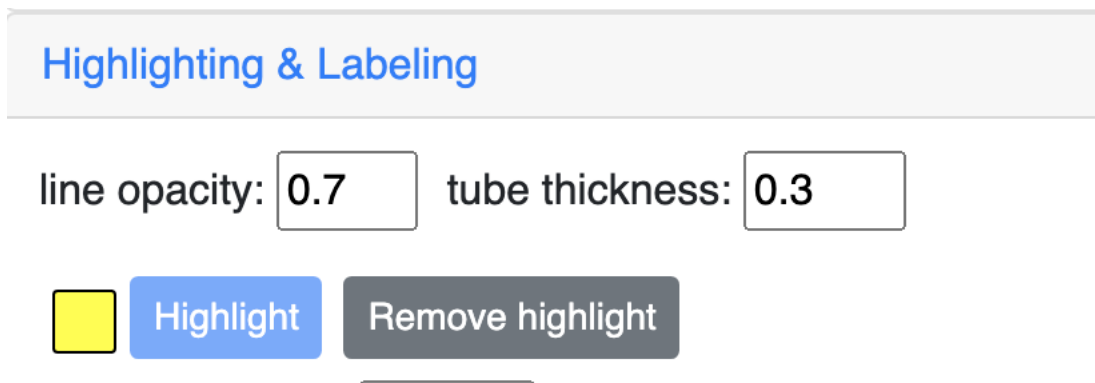 Highlighting & Labeling
line opacity: 0.7 tube thickness: 0.3
Highlight Remove highlight